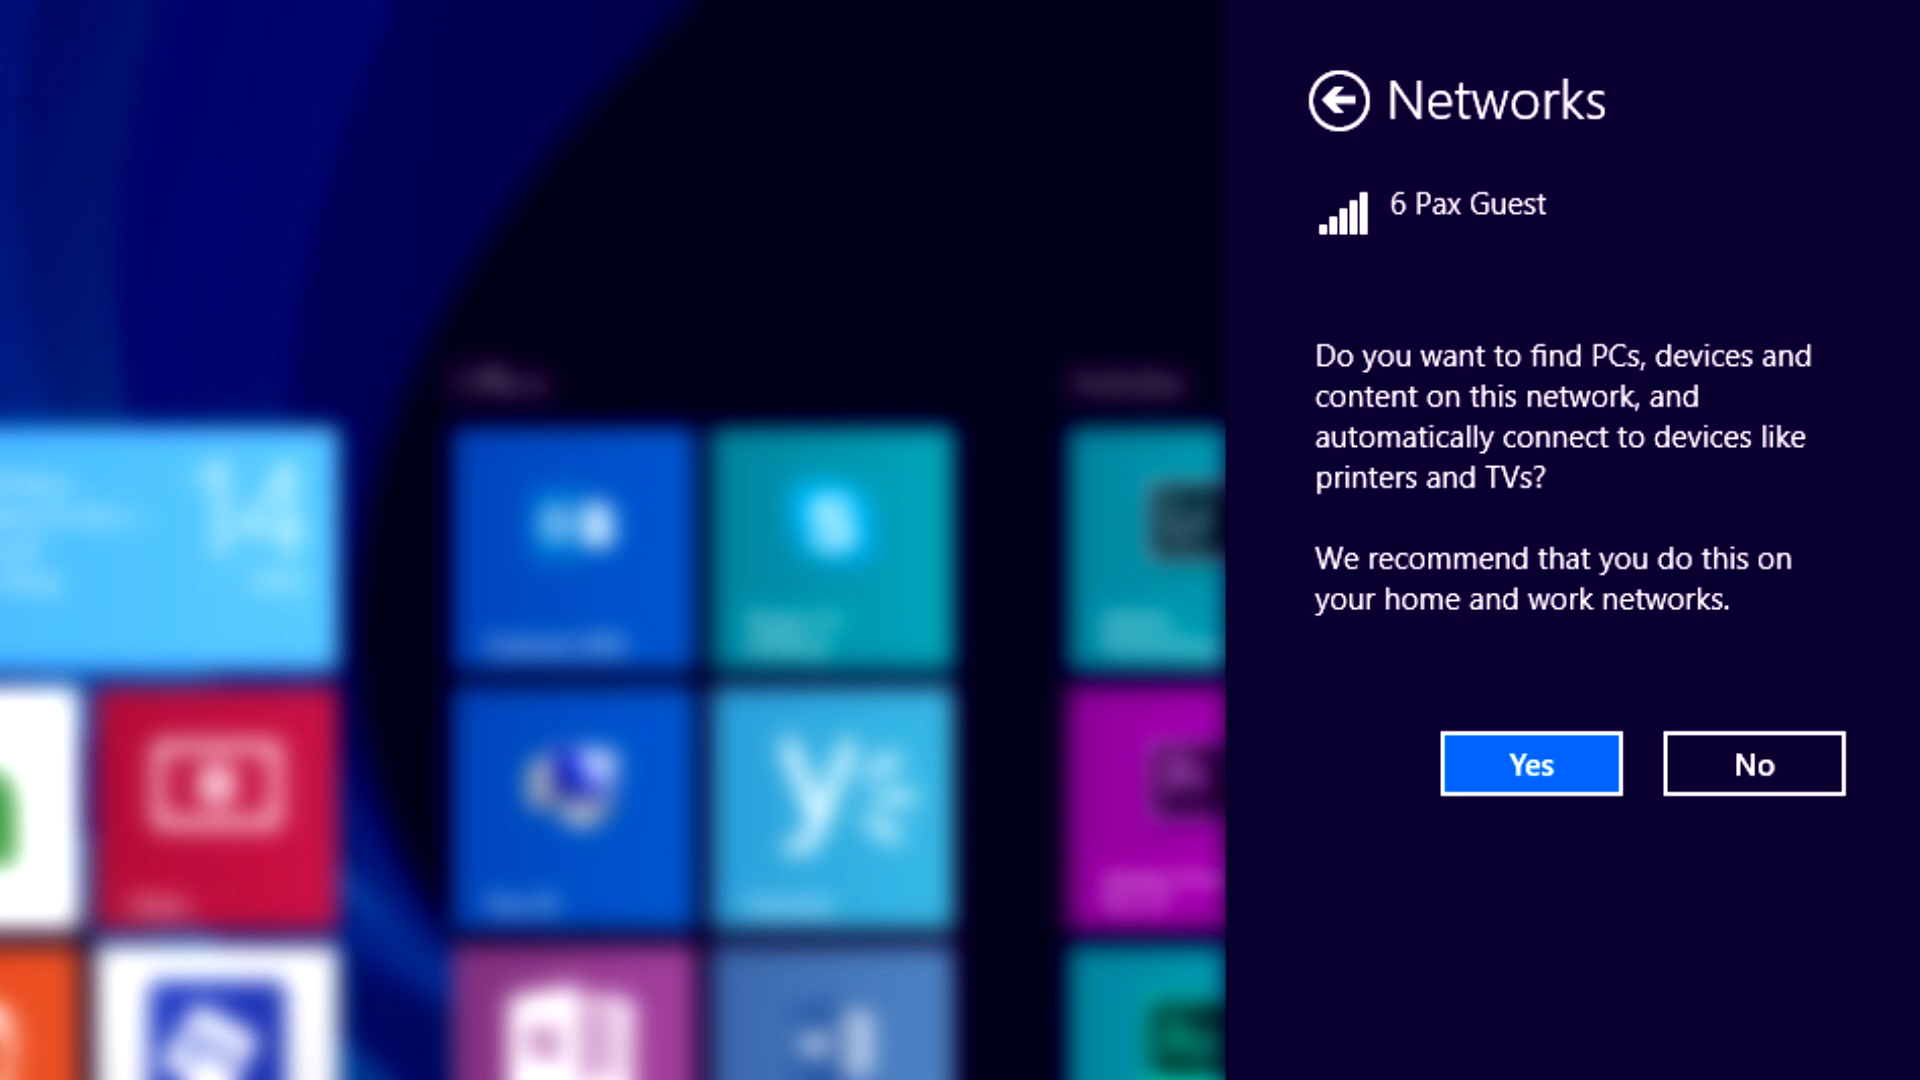 Networks
6 Pax Guest
Do you want to find PCs, devices and
content on this network, and
automatically connect to devices like
printers and TVs?
We recommend that you do this on
your home and work networks.
Yes
No
14
Office